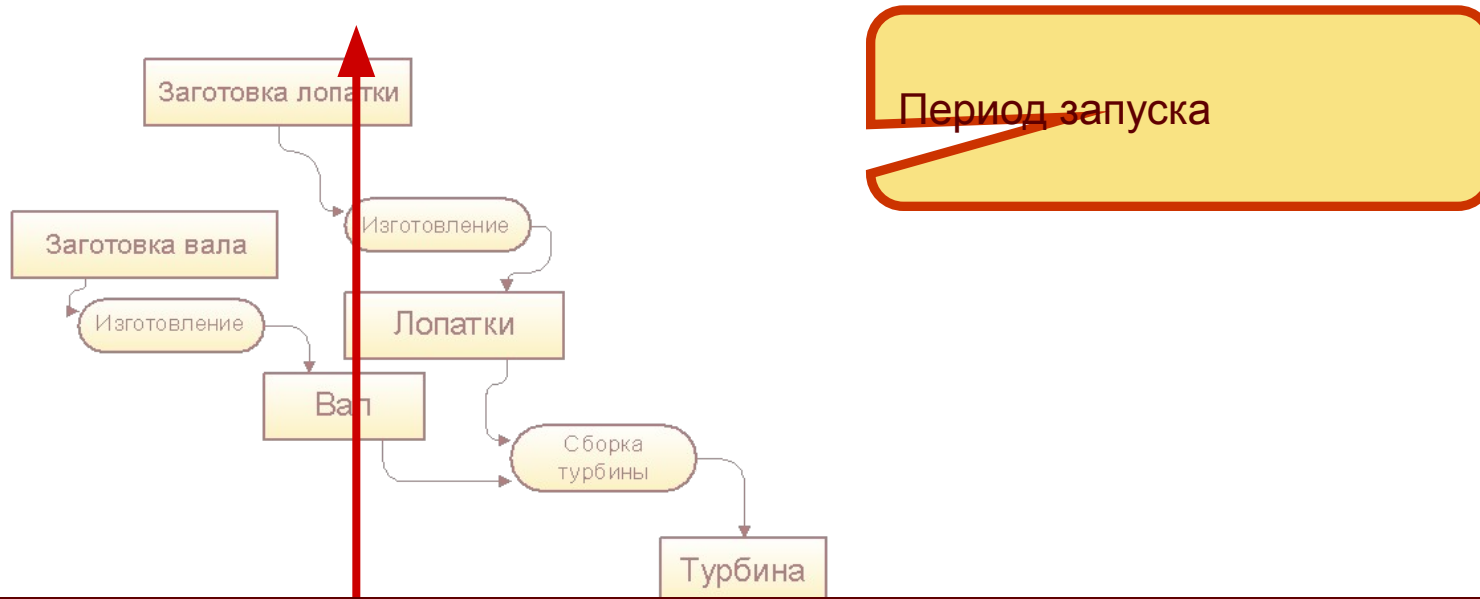 Заготовка лопатки
Период запуска
Изготовление
Заготовка вала
Изготовление
Лопатки
Вал
Сборка
турбины
Турбина